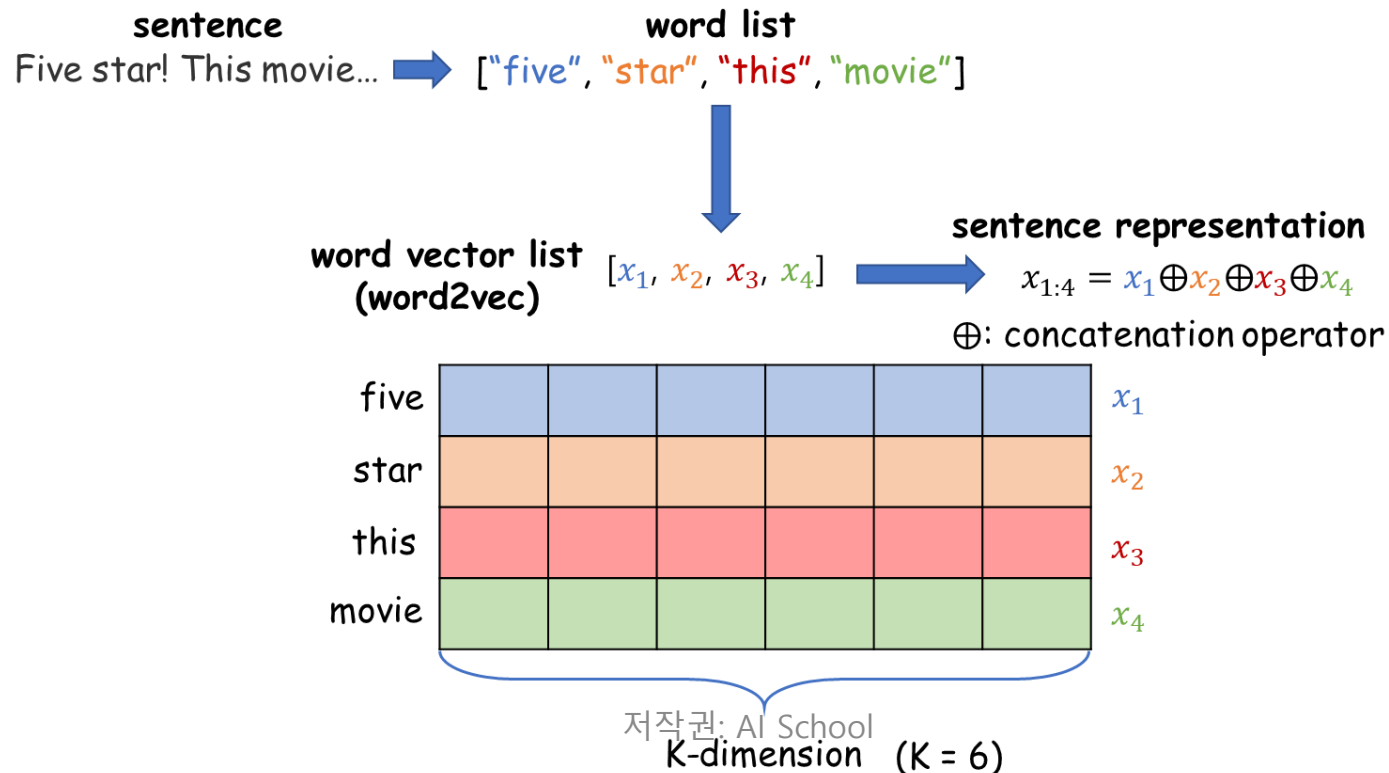 sentence
Five star! This movie...
word list
[“five”, “star”, “this”, “movie”]
word vector list
(word2vec)
[x₁, x₂, x₃, x₄]
sentence representation
x₁:₄ = x₁⊕x₂⊕x₃⊕x₄
⊕: concatenation operator
five
x₁
star
x₂
this
x₃
movie
x₄
저작권: AI School
K-dimension (K = 6)